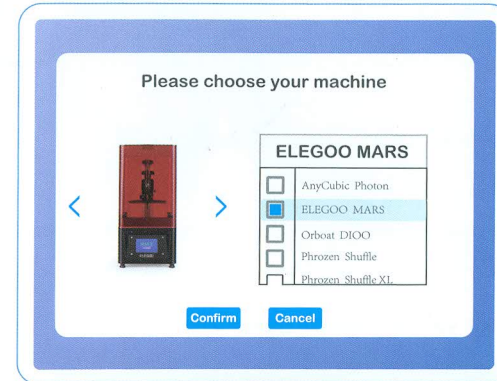 Please choose your machine
ELEGOO MARS
AnyCubic Photon
ELEGOO MARS
Orboat DIOO
Phrozen Shuffle
Phrozen Shuffle XL
ELEGOO
Confirm
Cancel